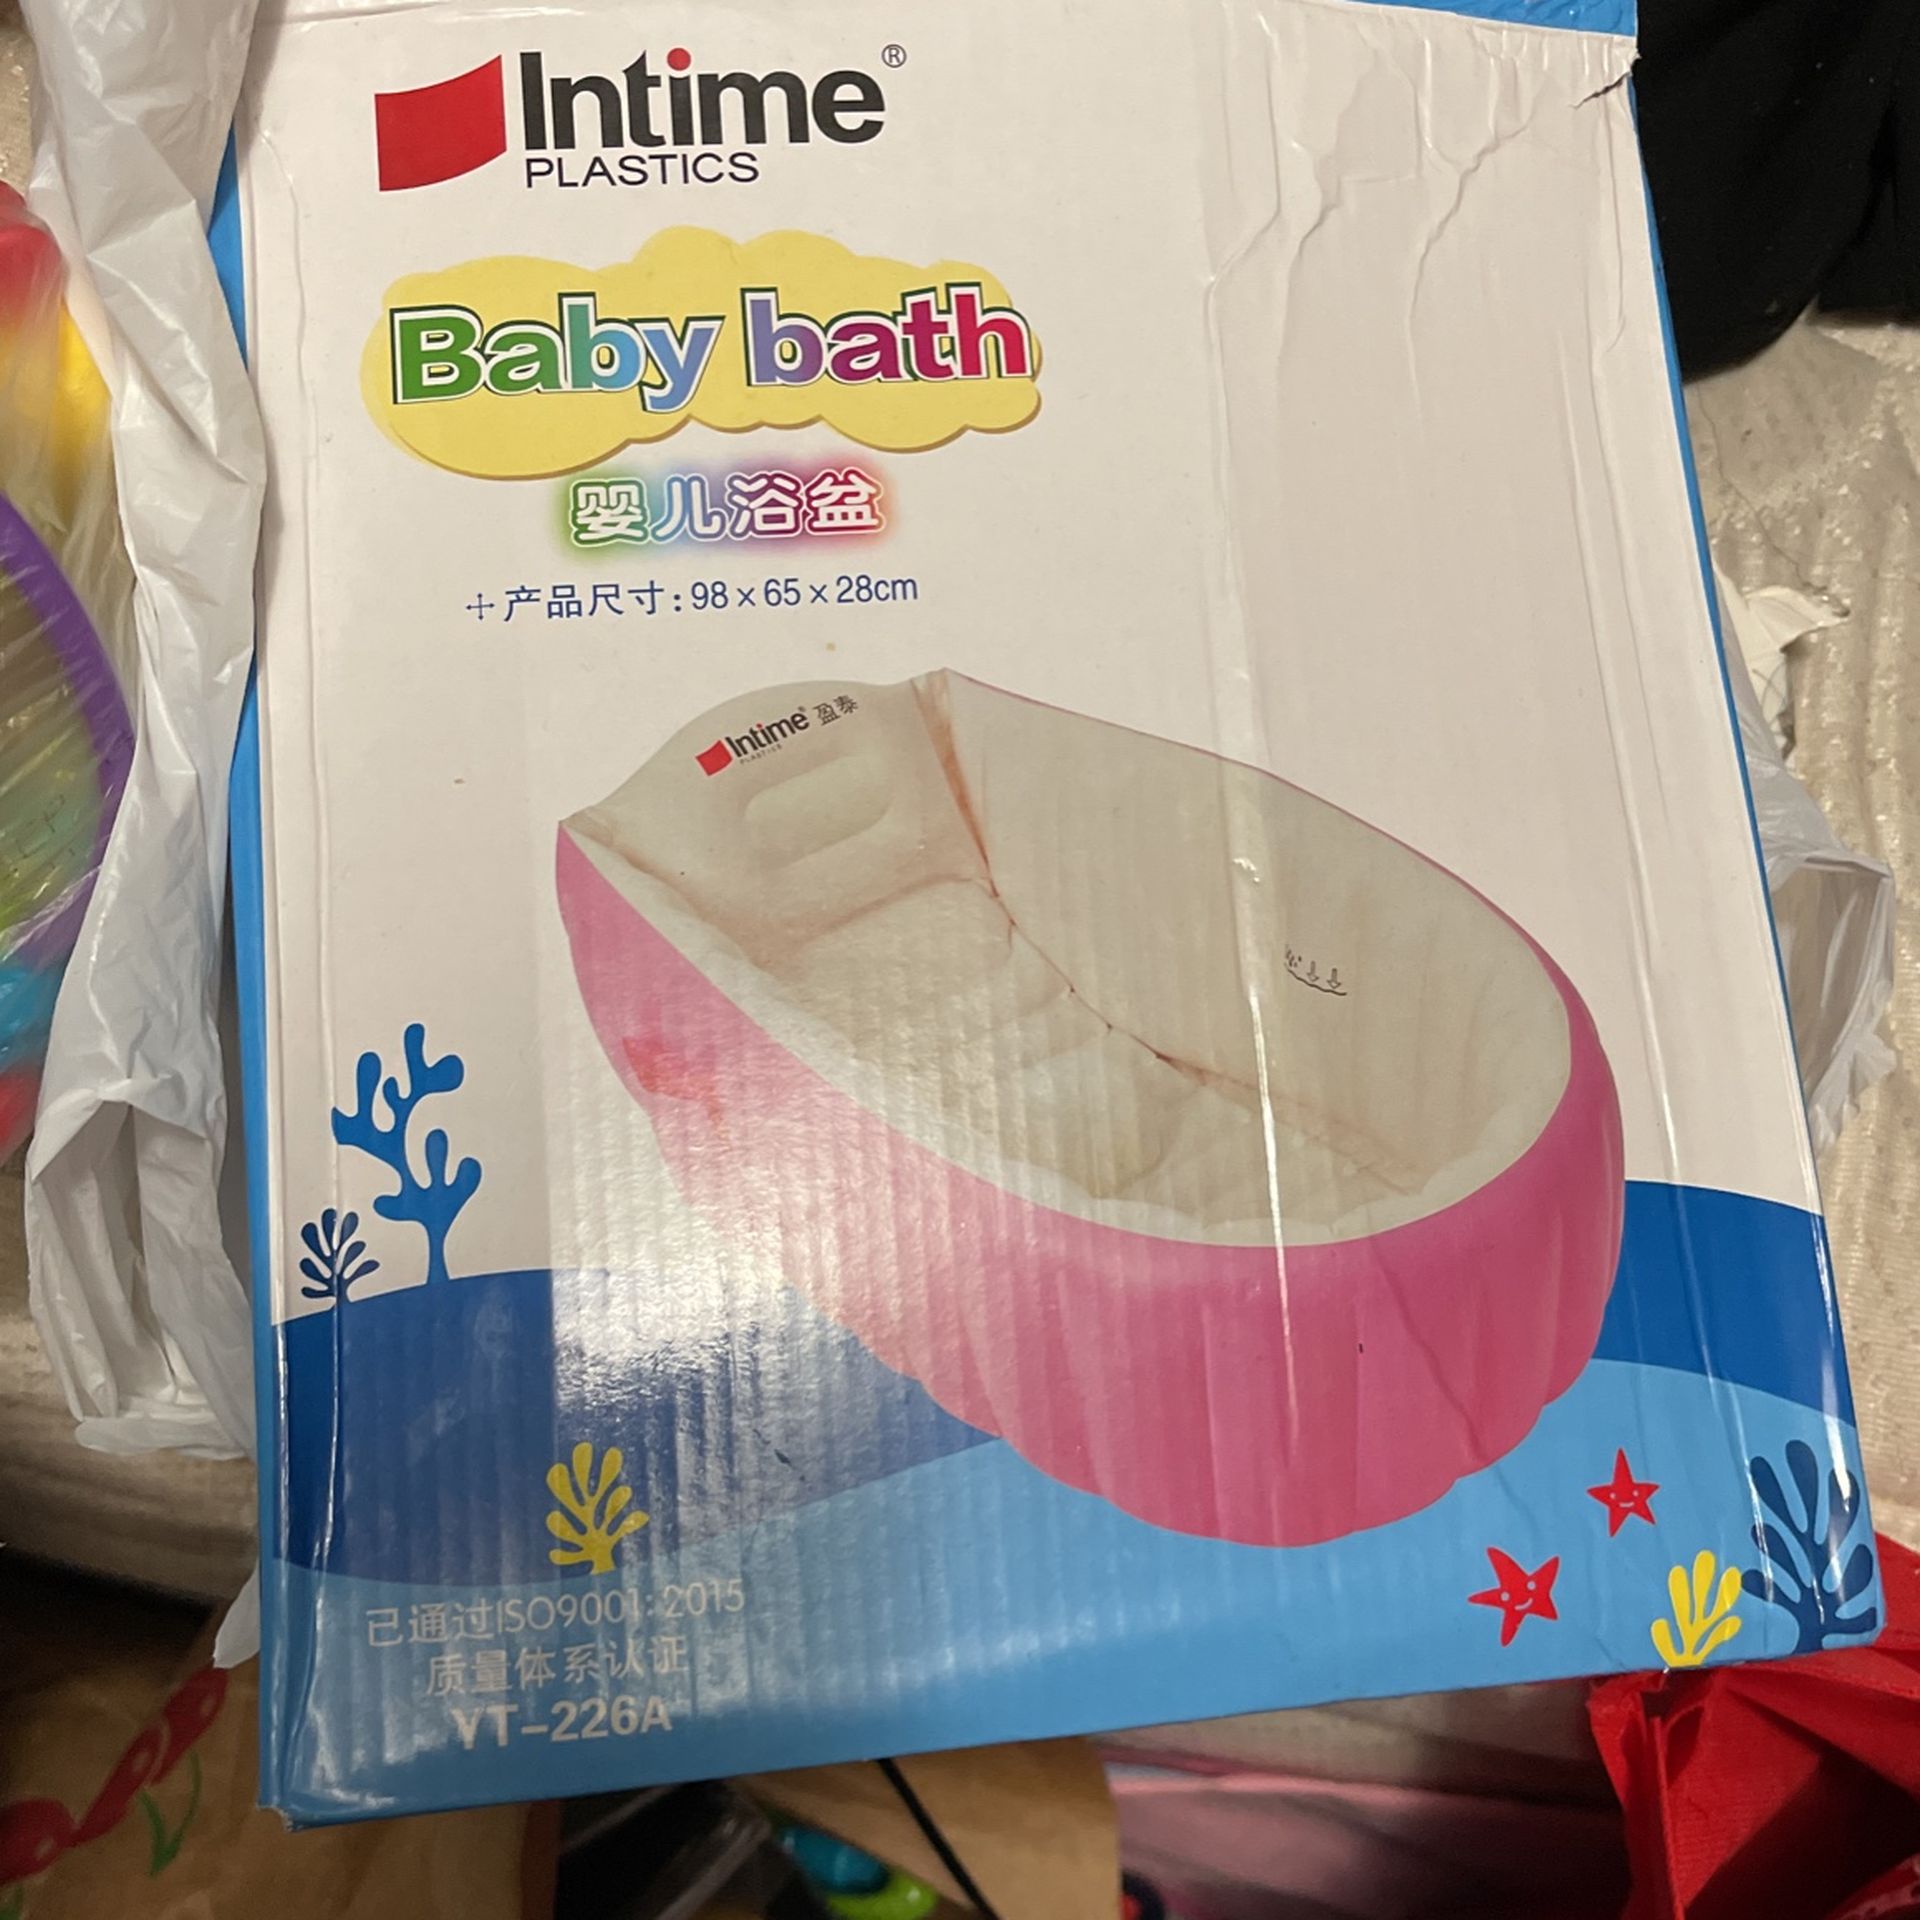 Intime®
PLASTICS
Baby bath
婴儿浴盆
产品尺寸:98×65×28cm
Intime® 盈泰
PLASTICS
已通过ISO9001:2015
质量体系认证
YT-226A